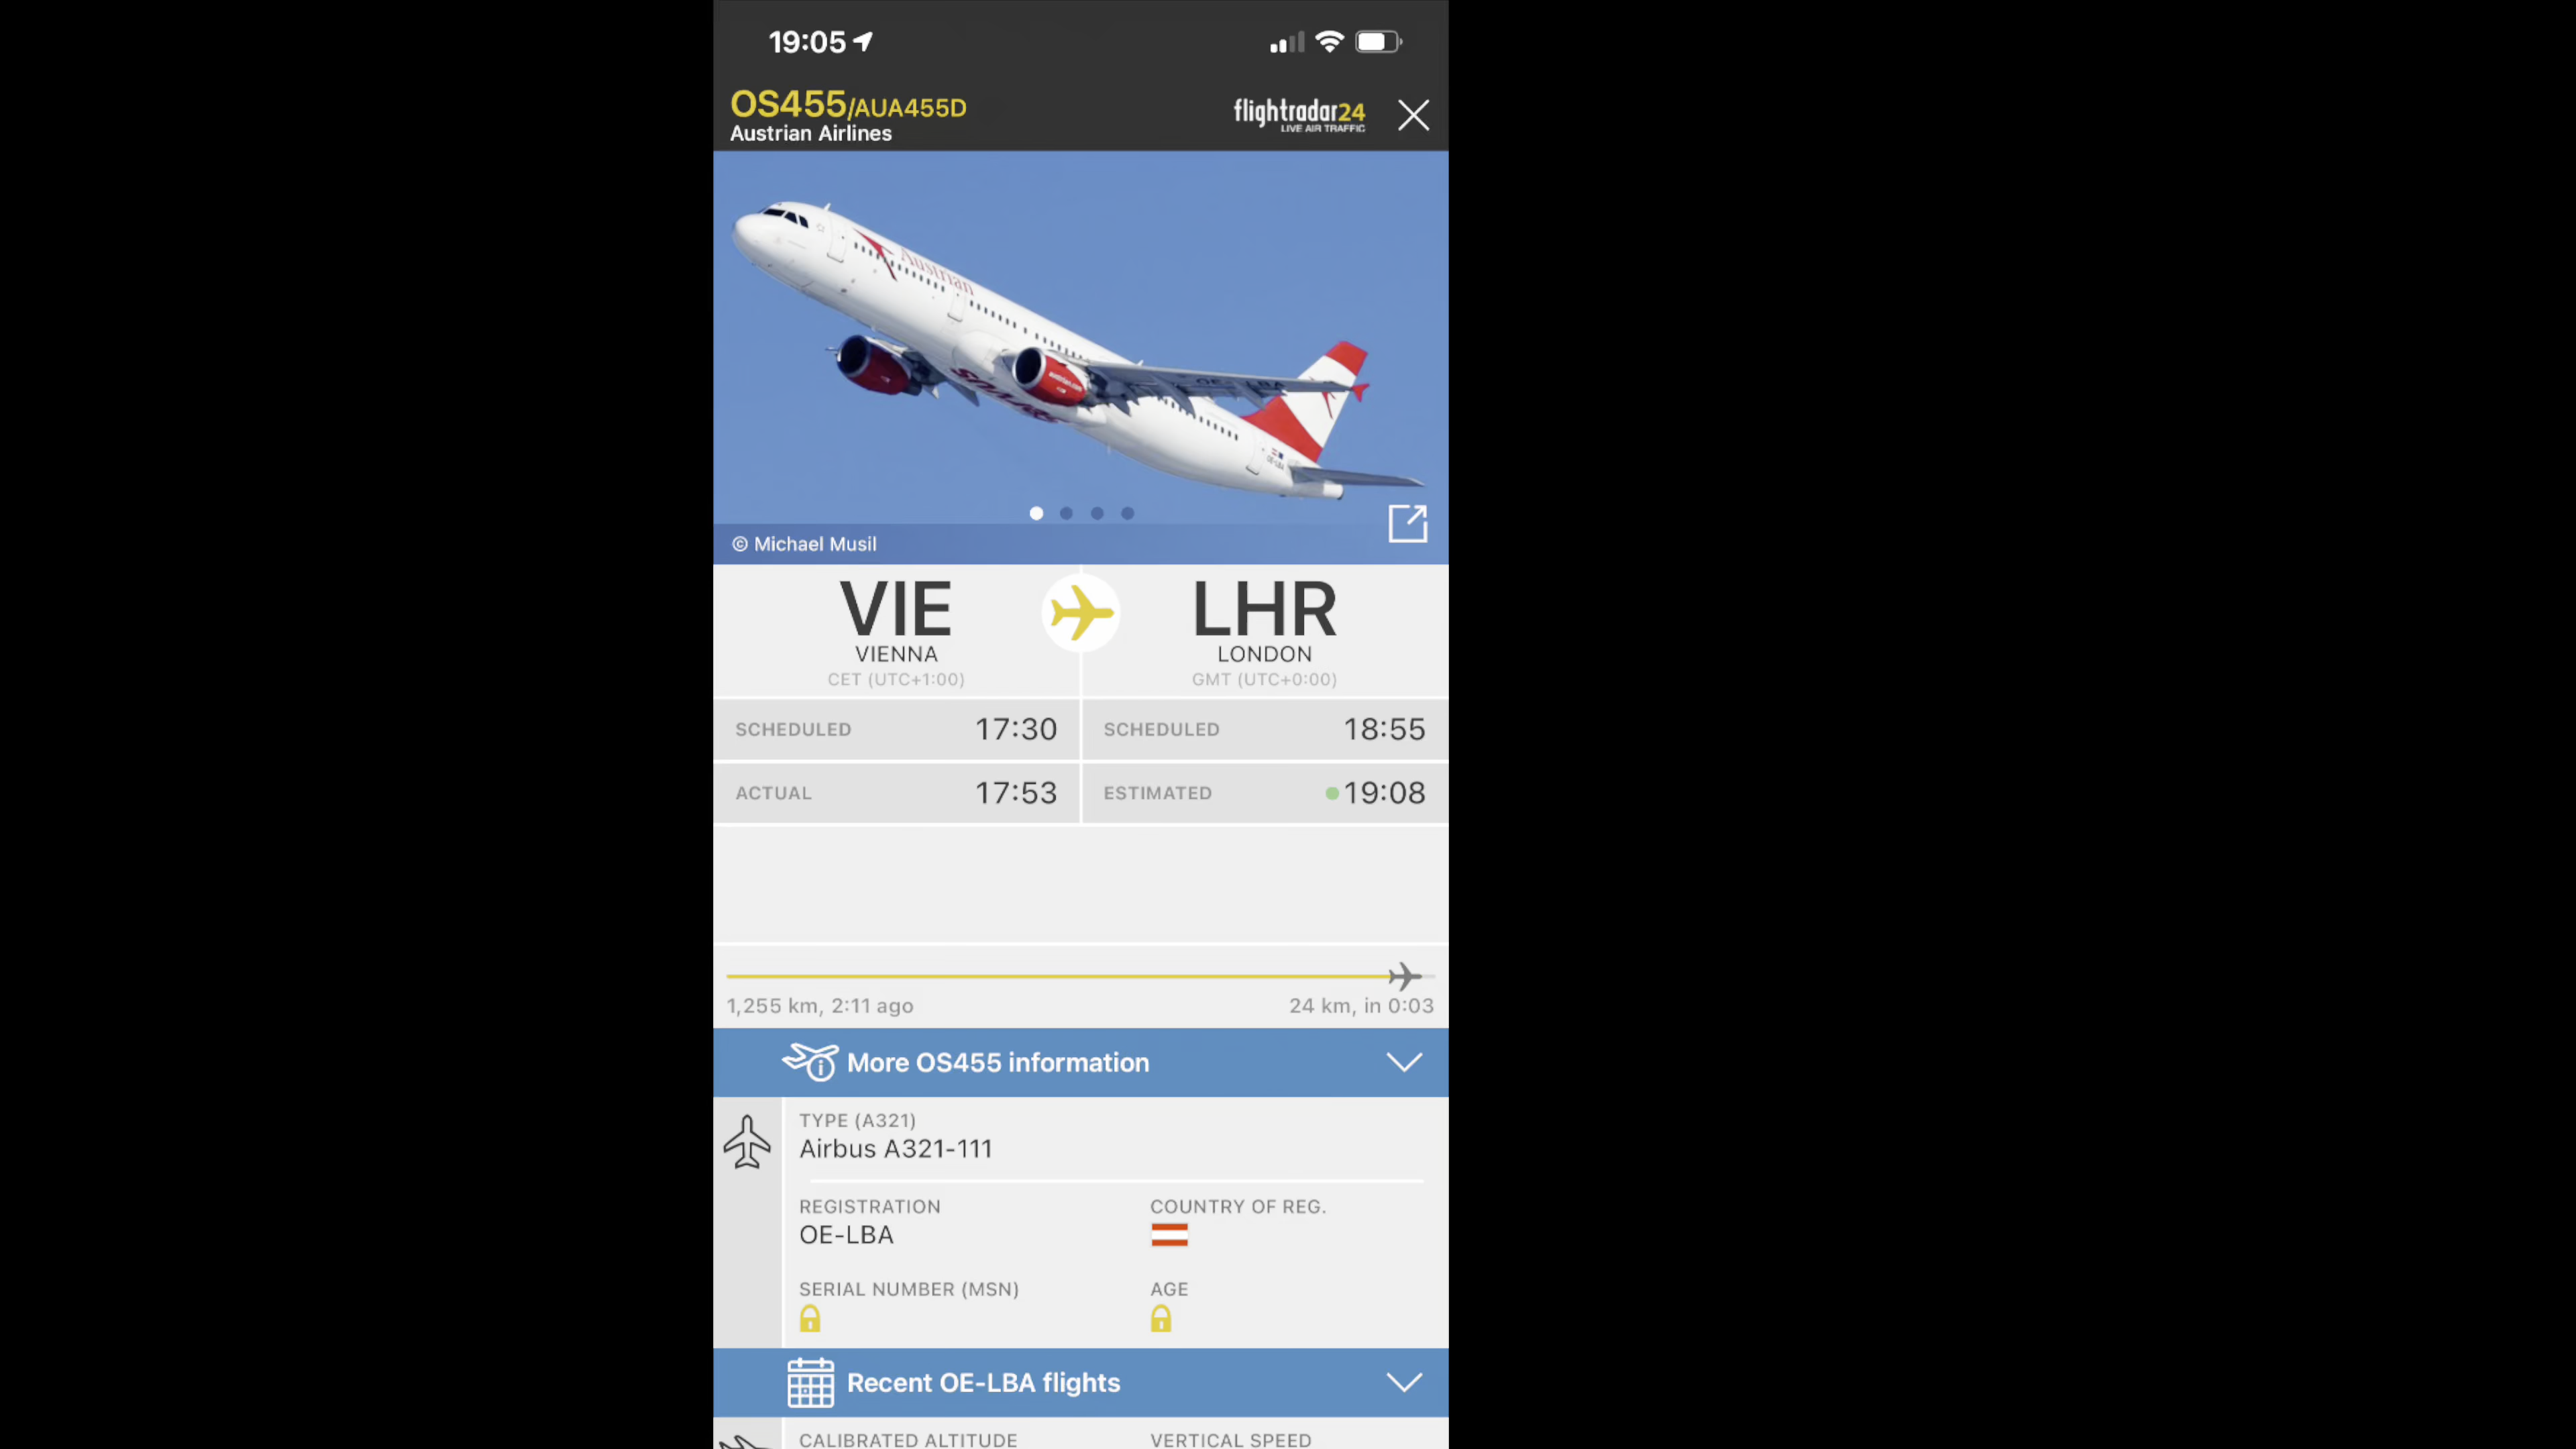 19:05
OS455/AUA455D
Austrian Airlines
flightradar24
LIVE AIR TRAFFIC
Austrian
OE-LBA
© Michael Musil
VIE
VIENNA
CET (UTC+1:00)
LHR
LONDON
GMT (UTC+0:00)
SCHEDULED 17:30
SCHEDULED 18:55
ACTUAL 17:53
ESTIMATED 19:08
1,255 km, 2:11 ago
24 km, in 0:03
More OS455 information
TYPE (A321)
Airbus A321-111
REGISTRATION
OE-LBA
COUNTRY OF REG.
SERIAL NUMBER (MSN)
AGE
Recent OE-LBA flights
CALIBRATED ALTITUDE
VERTICAL SPEED